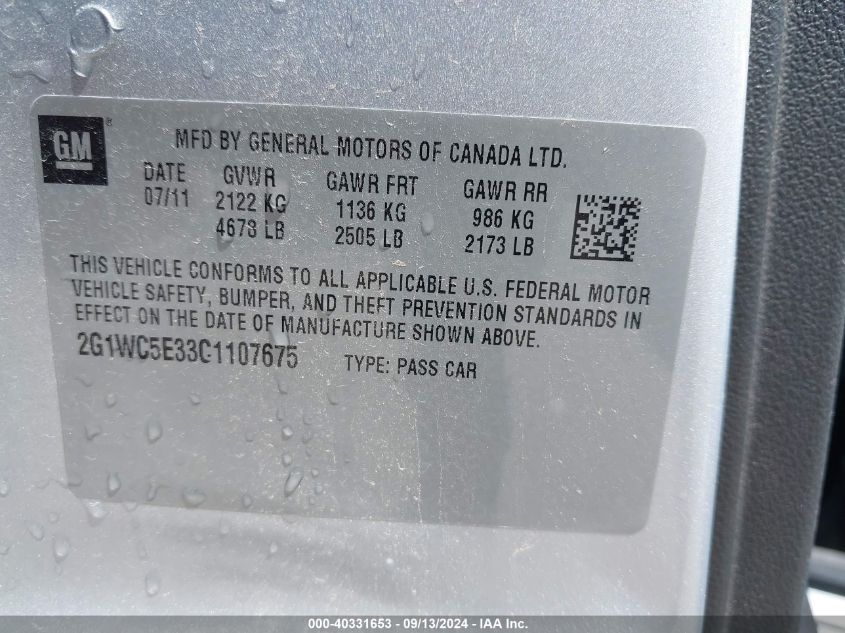 GM
MFD BY GENERAL MOTORS OF CANADA LTD.
DATE GVWR GAWR FRT GAWR RR
07/11 2122 KG 1136 KG 986 KG
4673 LB 2505 LB 2173 LB
THIS VEHICLE CONFORMS TO ALL APPLICABLE U.S. FEDERAL MOTOR
VEHICLE SAFETY, BUMPER, AND THEFT PREVENTION STANDARDS IN
EFFECT ON THE DATE OF MANUFACTURE SHOWN ABOVE.
2G1WC5E33C1107675 TYPE: PASS CAR
000-40331653 - 09/13/2024 - IAA Inc.